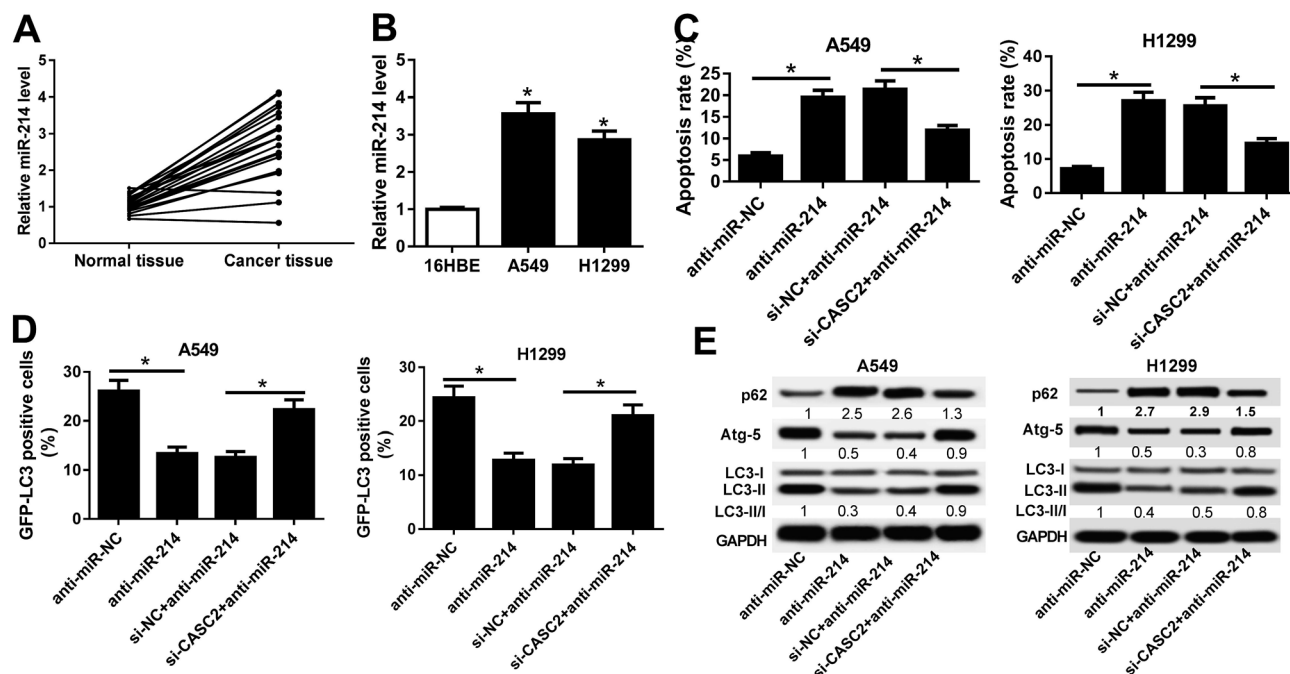 A
Relative miR-214 level
5
4
3
2
1
0
Normal tissue
Cancer tissue
B
Relative miR-214 level
5
4
3
2
1
0
*
*
16HBE
A549
H1299
C
A549
Apoptosis rate (%)
25
20
15
10
5
0
*
*
anti-miR-NC
anti-miR-214
si-NC+anti-miR-214
si-CASC2+anti-miR-214
H1299
Apoptosis rate (%)
40
30
20
10
0
*
*
anti-miR-NC
anti-miR-214
si-NC+anti-miR-214
si-CASC2+anti-miR-214
D
A549
GFP-LC3 positive cells
(%)
30
20
10
0
*
*
anti-miR-NC
anti-miR-214
si-NC+anti-miR-214
si-CASC2+anti-miR-214
H1299
GFP-LC3 positive cells
(%)
30
20
10
0
*
*
anti-miR-NC
anti-miR-214
si-NC+anti-miR-214
si-CASC2+anti-miR-214
E
A549
p62
1 2.5 2.6 1.3
Atg-5
1 0.5 0.4 0.9
LC3-I
LC3-II
LC3-II/I 1 0.3 0.4 0.9
GAPDH
anti-miR-NC
anti-miR-214
si-NC+anti-miR-214
si-CASC2+anti-miR-214
H1299
p62
1 2.7 2.9 1.5
Atg-5
1 0.5 0.3 0.8
LC3-I
LC3-II
LC3-II/I 1 0.4 0.5 0.8
GAPDH
anti-miR-NC
anti-miR-214
si-NC+anti-miR-214
si-CASC2+anti-miR-214